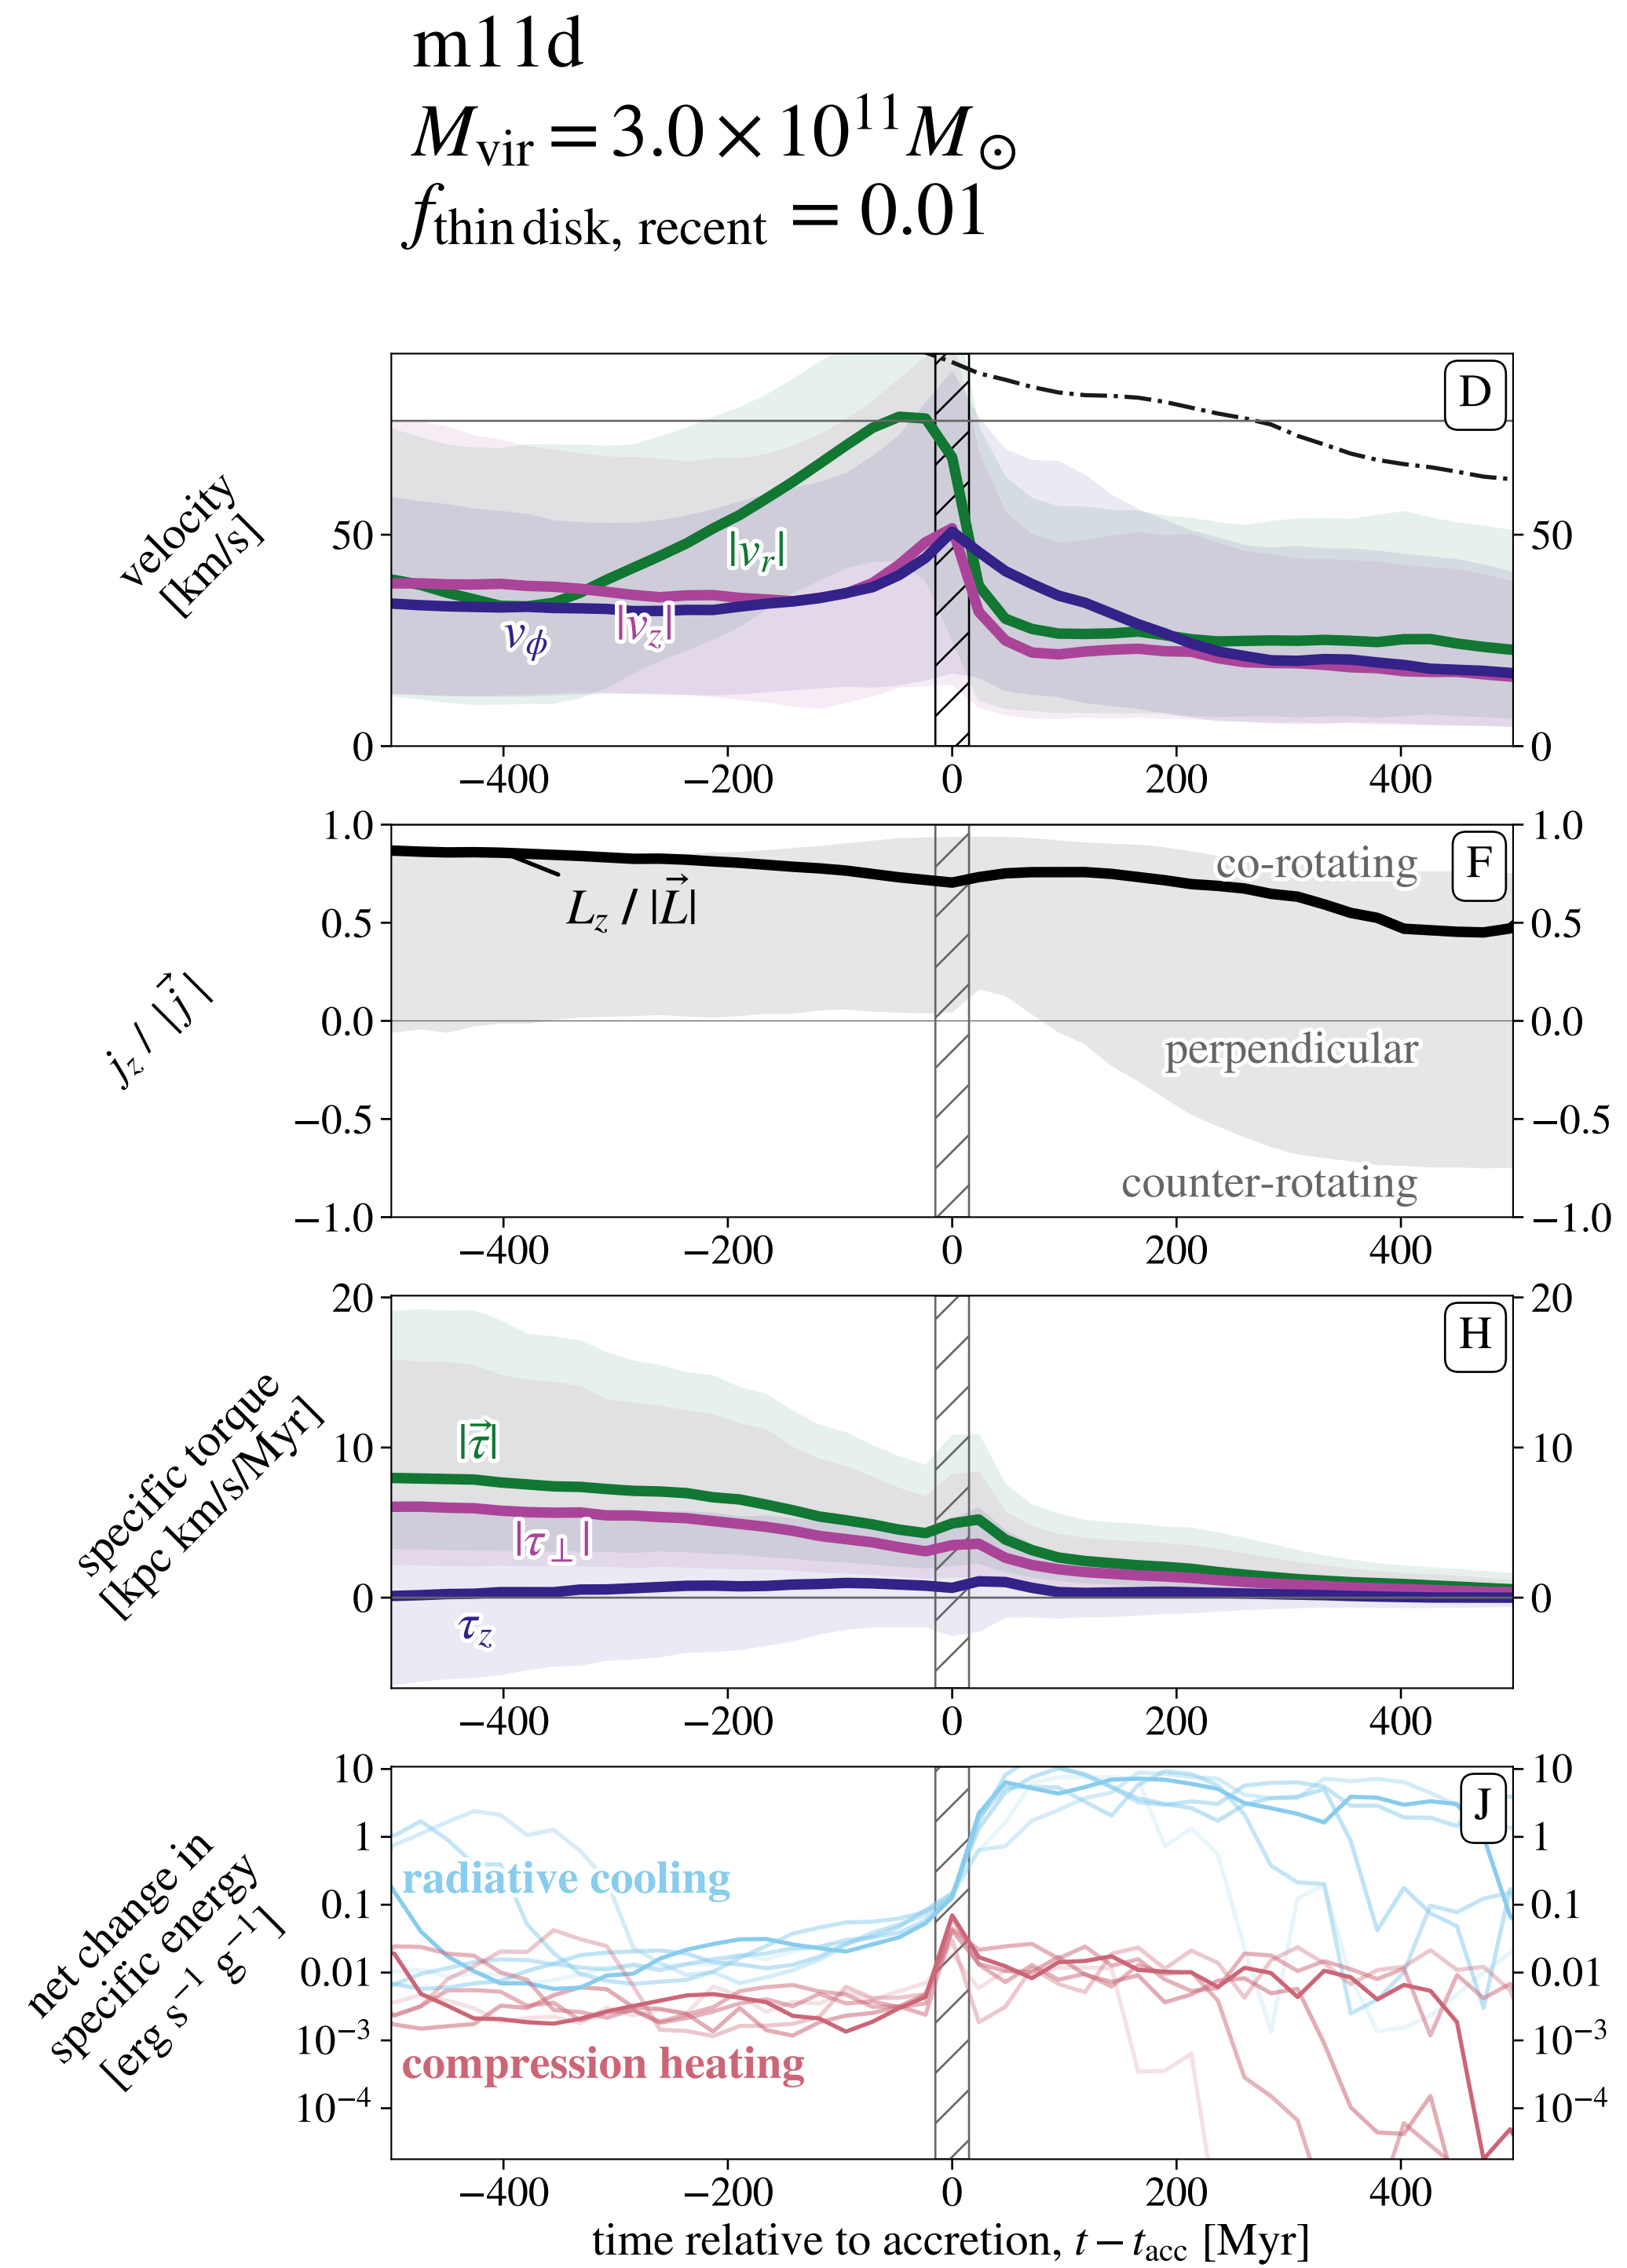 m11d
M_vir = 3.0 × 10^11 M_⊙
f_thin disk, recent = 0.01
D
velocity
[km/s]
50
0
50
0
|v_r|
|v_z|
v_ϕ
−400 −200 0 200 400
F
j_z / |j⃗|
1.0
0.5
0.0
−0.5
−1.0
1.0
0.5
0.0
−0.5
−1.0
co-rotating
L_z / |L⃗|
perpendicular
counter-rotating
−400 −200 0 200 400
H
specific torque
[kpc km/s/Myr]
20
10
0
20
10
0
|τ⃗|
|τ_⊥|
τ_z
−400 −200 0 200 400
J
net change in
specific energy
[erg s^−1 g^−1]
10
1
0.1
0.01
10^−3
10^−4
10
1
0.1
0.01
10^−3
10^−4
radiative cooling
compression heating
−400 −200 0 200 400
time relative to accretion, t − t_acc [Myr]